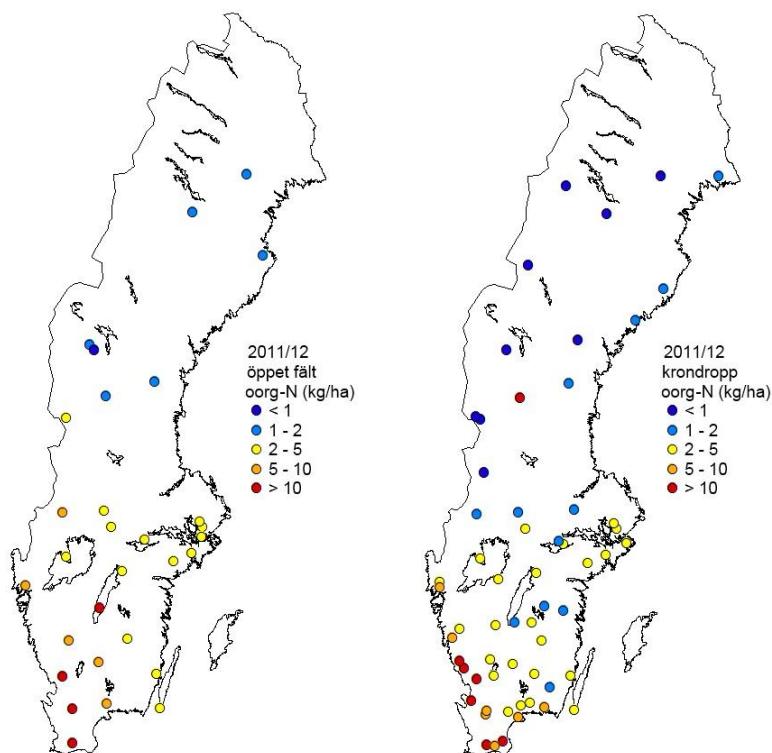 2011/12
öppet fält
oorg-N (kg/ha)
< 1
1 - 2
2 - 5
5 - 10
> 10
2011/12
krondropp
oorg-N (kg/ha)
< 1
1 - 2
2 - 5
5 - 10
> 10